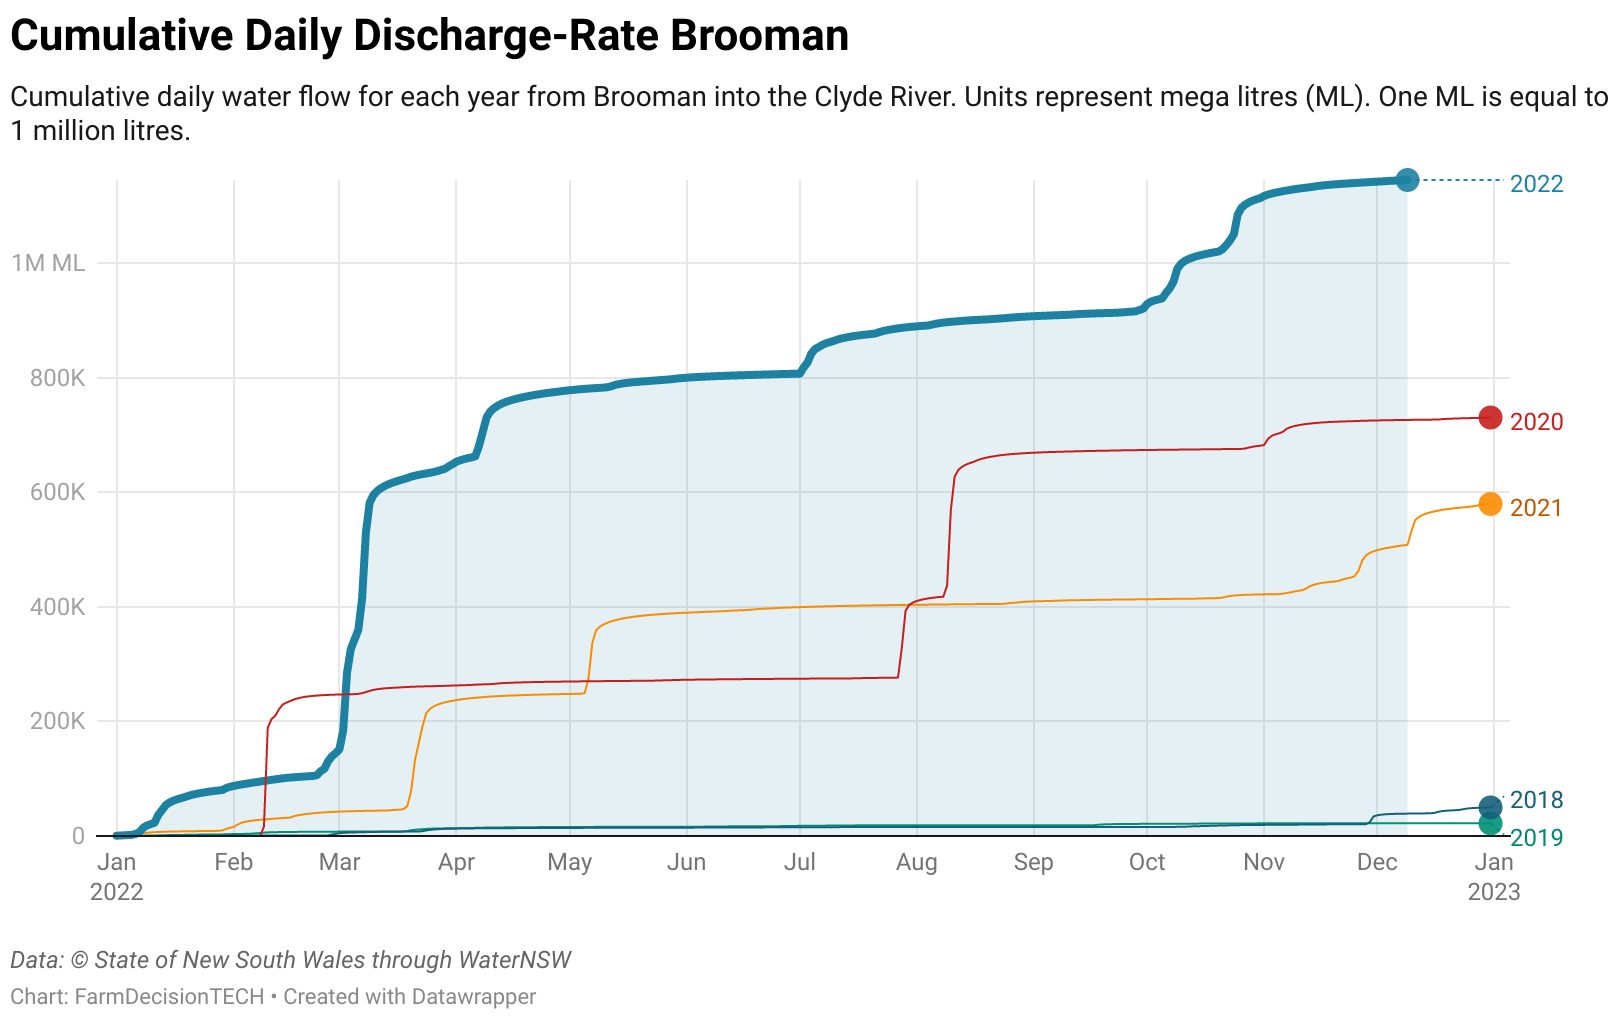 Cumulative Daily Discharge-Rate Brooman
Cumulative daily water flow for each year from Brooman into the Clyde River. Units represent mega litres (ML). One ML is equal to
1 million litres.
2022
1M ML
800K
2020
600K
2021
400K
200K
2018
0
2019
Jan Feb Mar Apr May Jun Jul Aug Sep Oct Nov Dec Jan
2022 2023
Data: © State of New South Wales through WaterNSW
Chart: FarmDecisionTECH • Created with Datawrapper